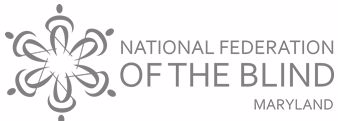 NATIONAL FEDERATION
OF THE BLIND
MARYLAND